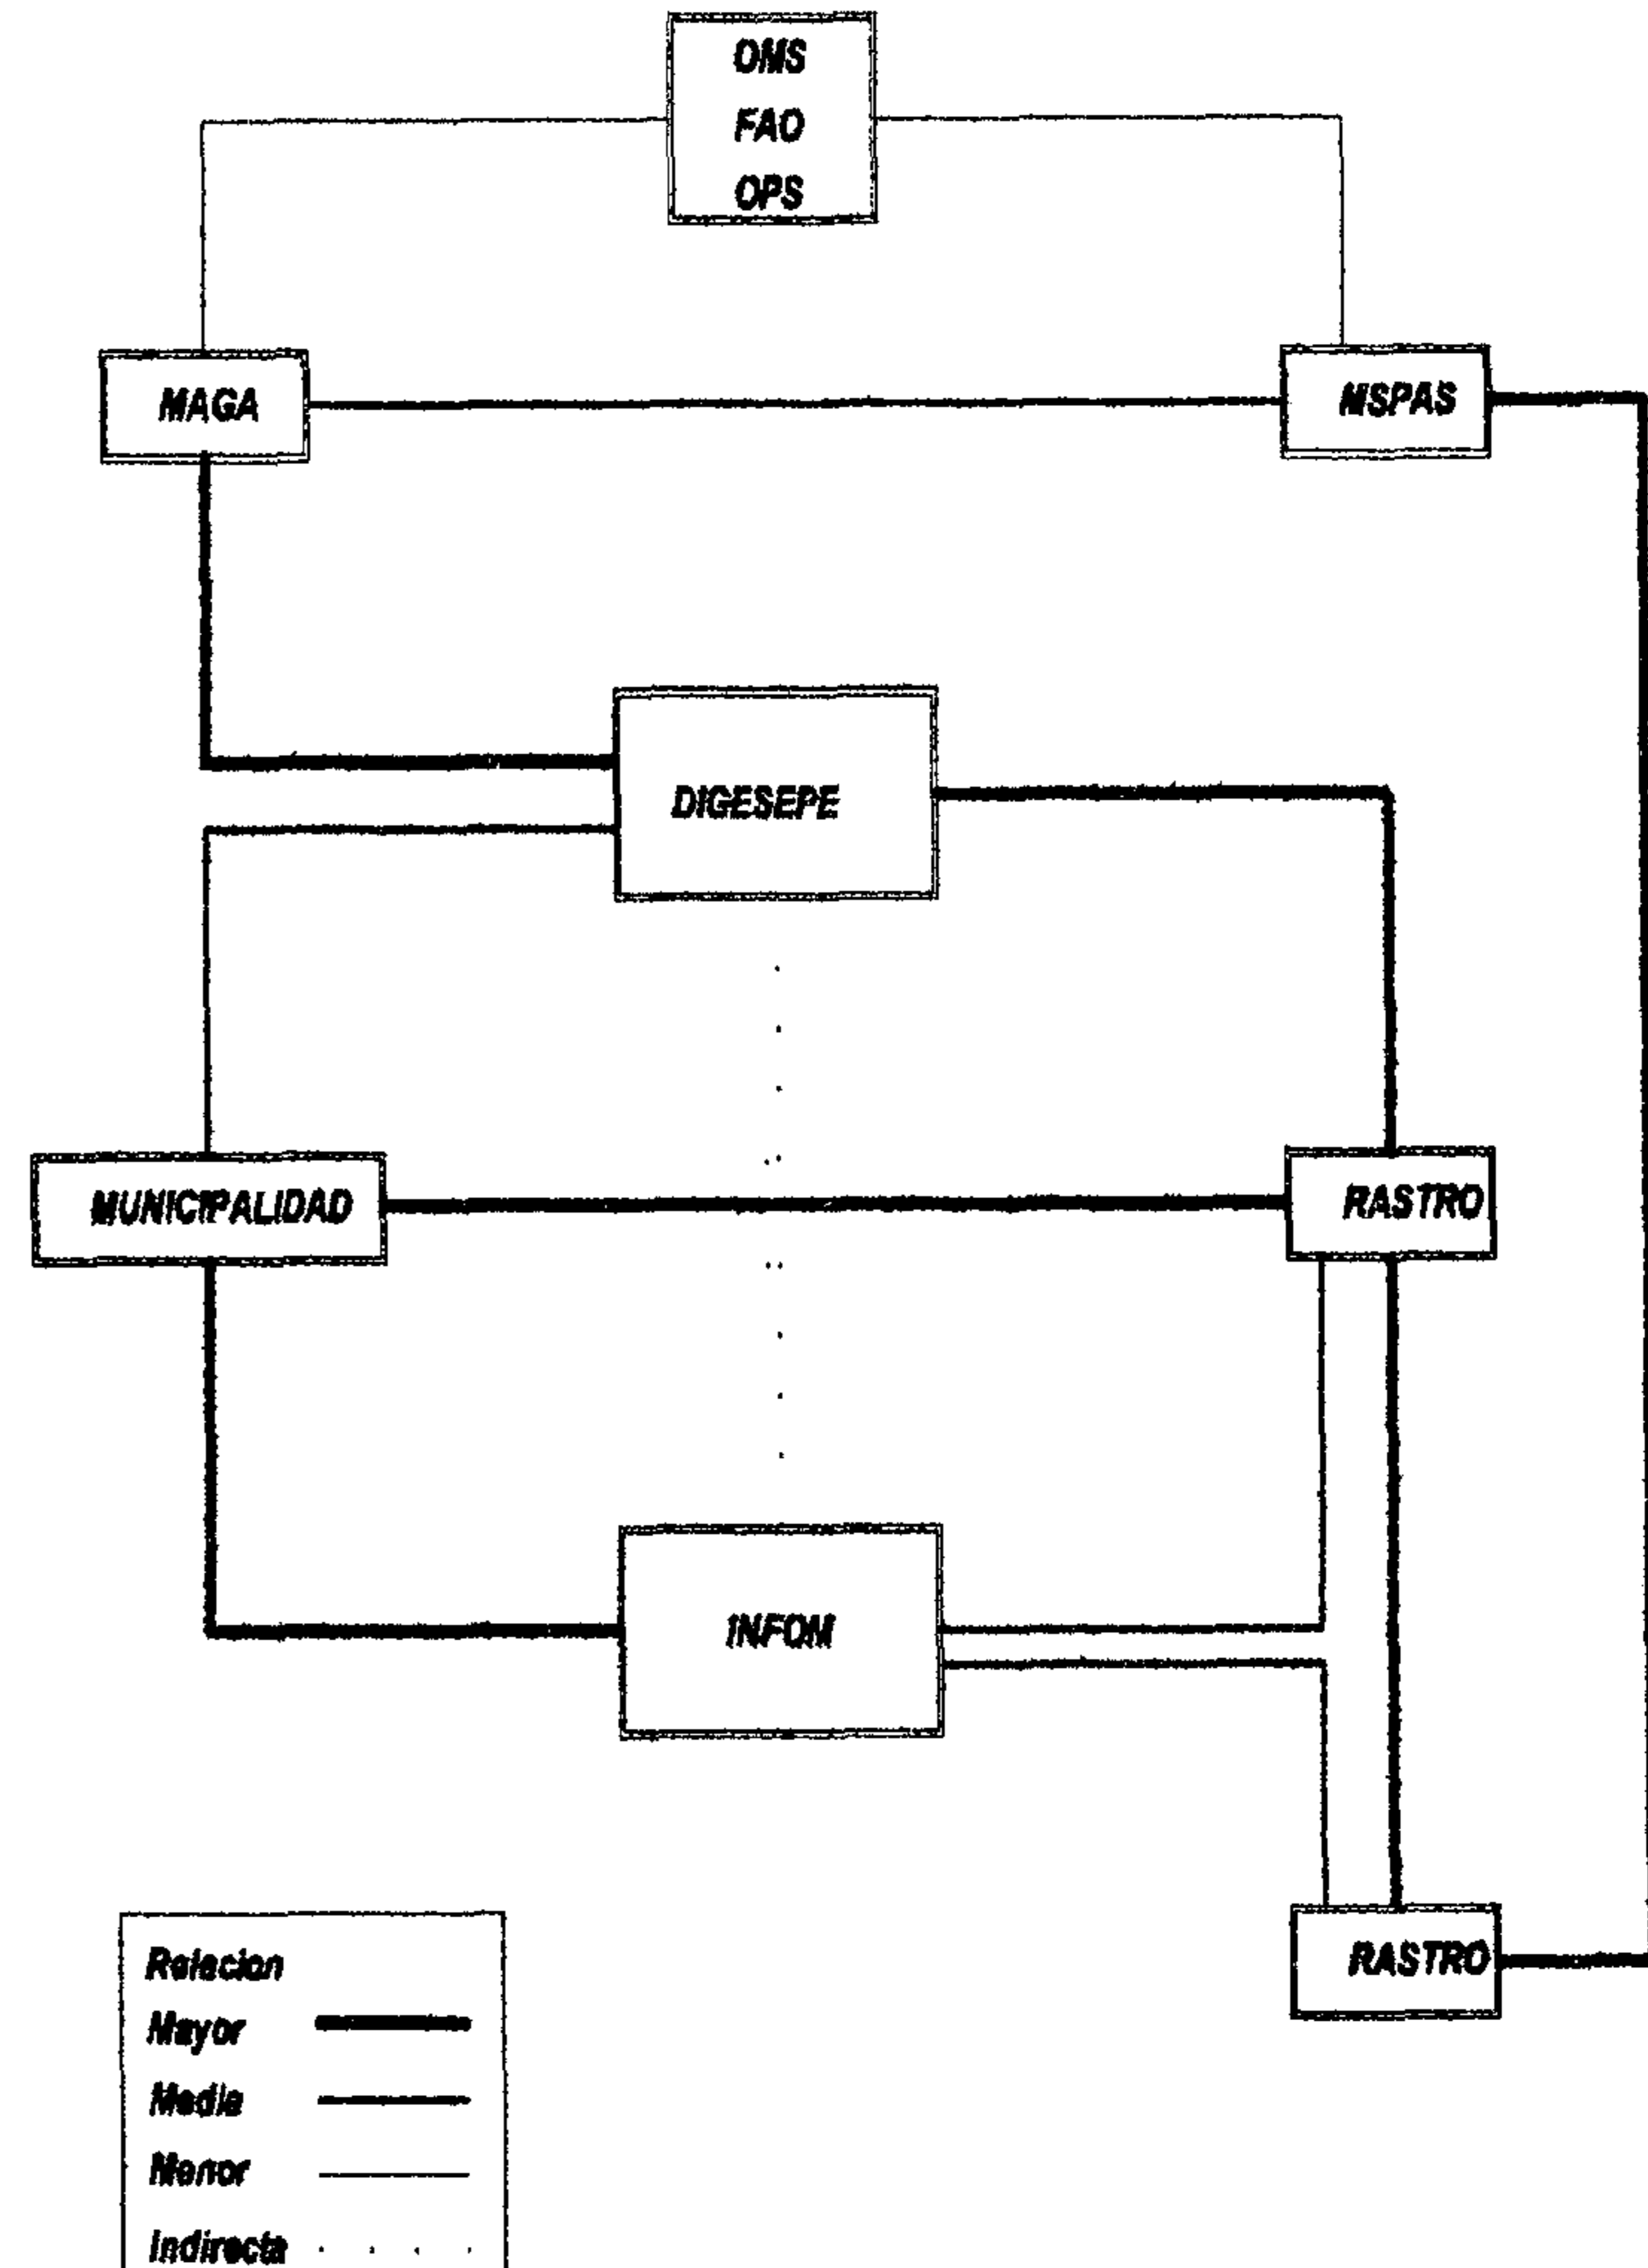 OMS
FAO
OPS
MAGA
MSPAS
DIGESEPE
MUNICIPALIDAD
RASTRO
INFOM
RASTRO
Relacion
Mayor
Media
Menor
Indirecta